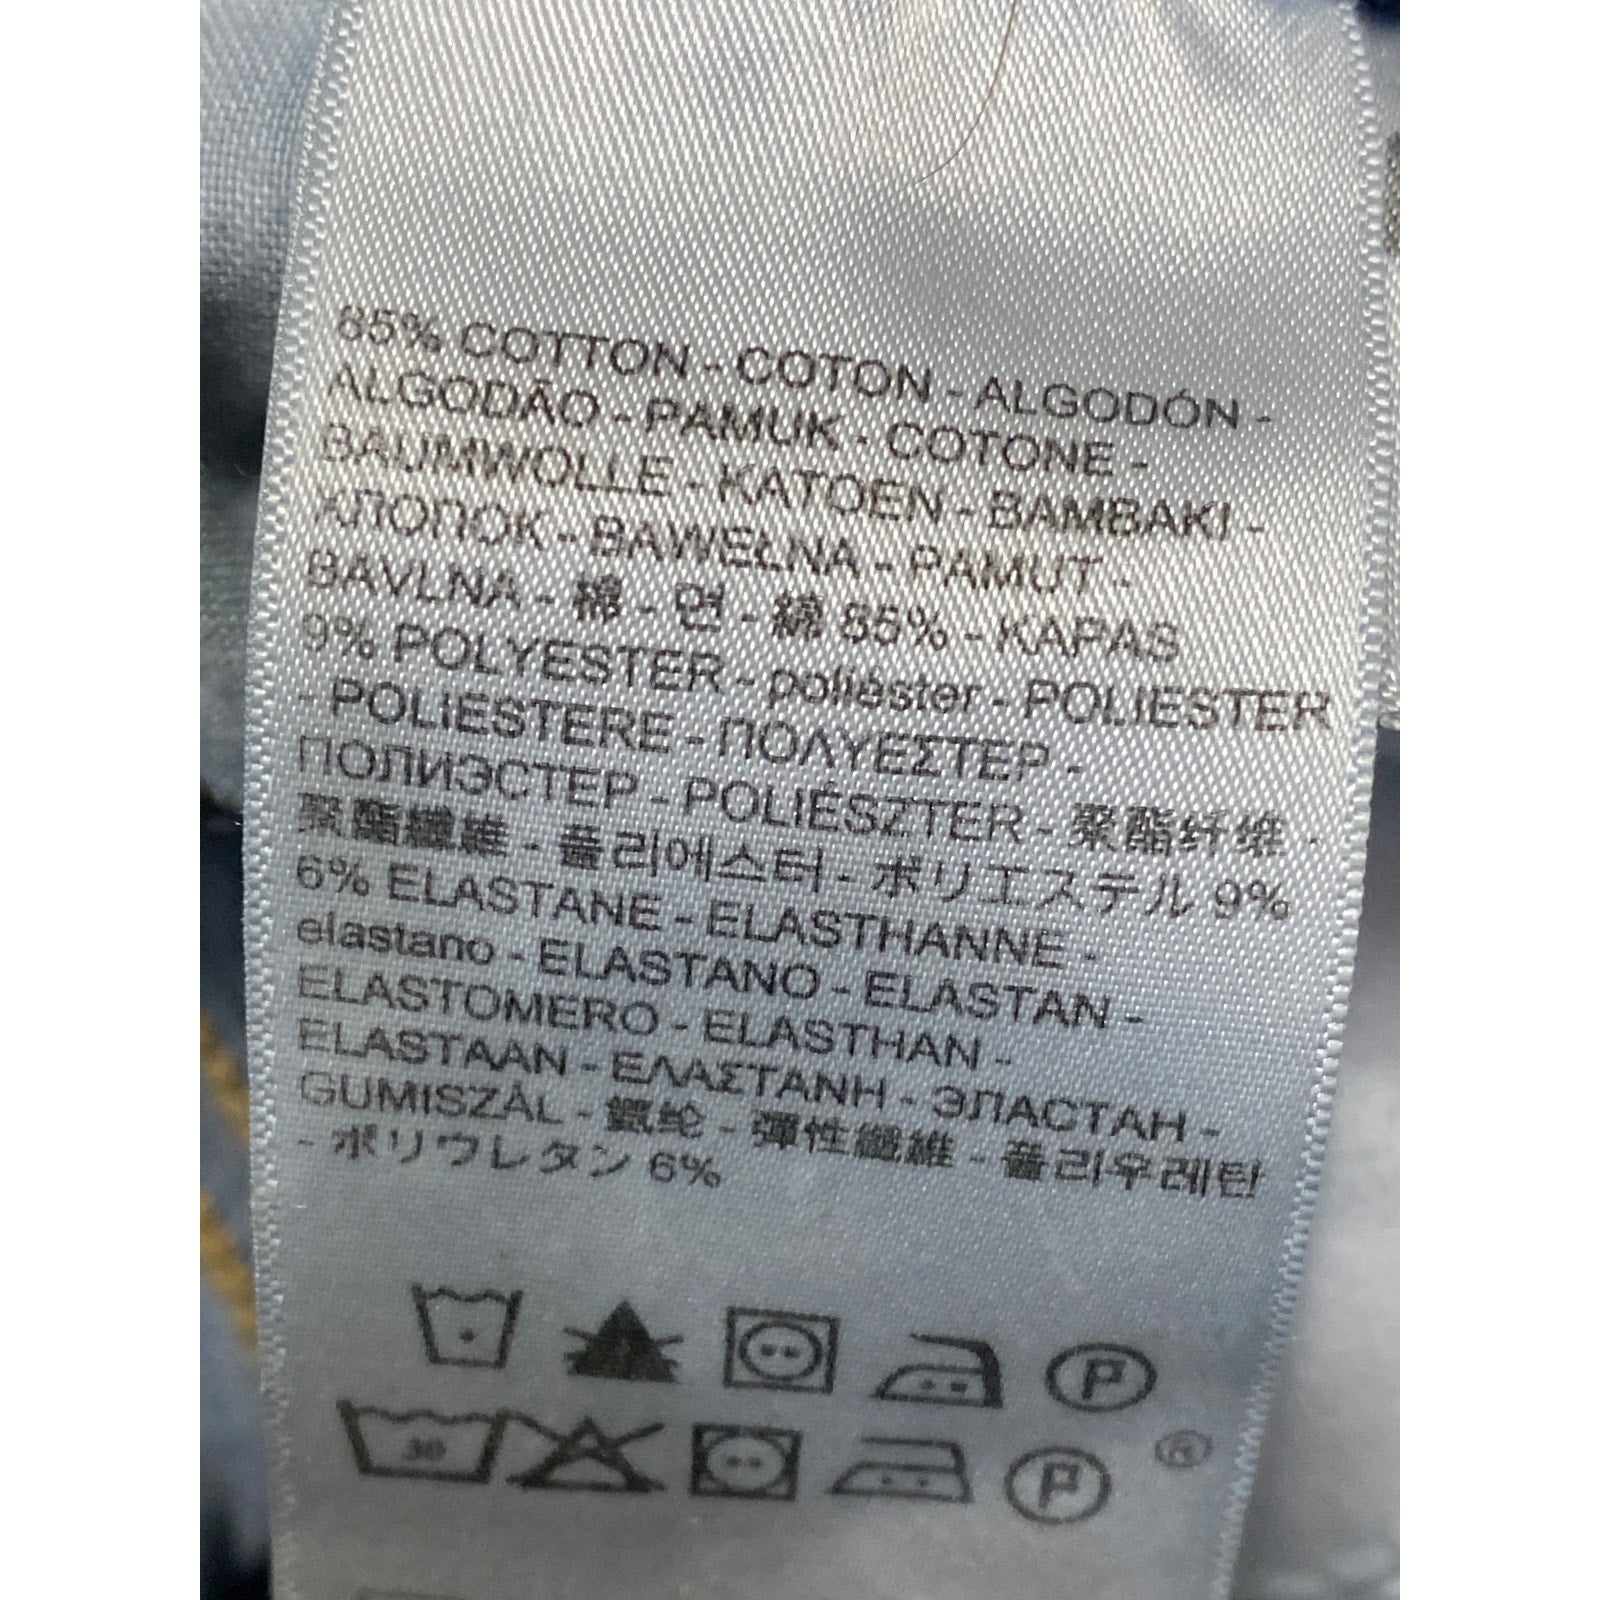 85% COTTON - COTON - ALGODÓN -
ALGODÃO - PAMUK - COTONE -
BAUMWOLLE - KATOEN - BAMBAKI -
ХЛОПОК - BAWEŁNA - PAMUT -
BAVLNA - 棉 - 면 - 綿 85% - KAPAS
9% POLYESTER - poliéster - POLIESTER
- POLIESTERE - ΠΟΛΥΕΣΤΕΡ -
ПОЛИЭСТЕР - POLIÉSZTER - 聚酯纤维 -
聚酯纖維 - 폴리에스터 - ポリエステル 9%
6% ELASTANE - ELASTHANNE -
elastano - ELASTANO - ELASTAN -
ELASTOMERO - ELASTHAN -
ELASTAAN - ΕΛΑΣΤΑΝΗ - ЭЛАСТАН -
GUMISZÁL - 氨纶 - 彈性纖維 - 폴리우레탄
- ポリウレタン 6%
P
30 P ®